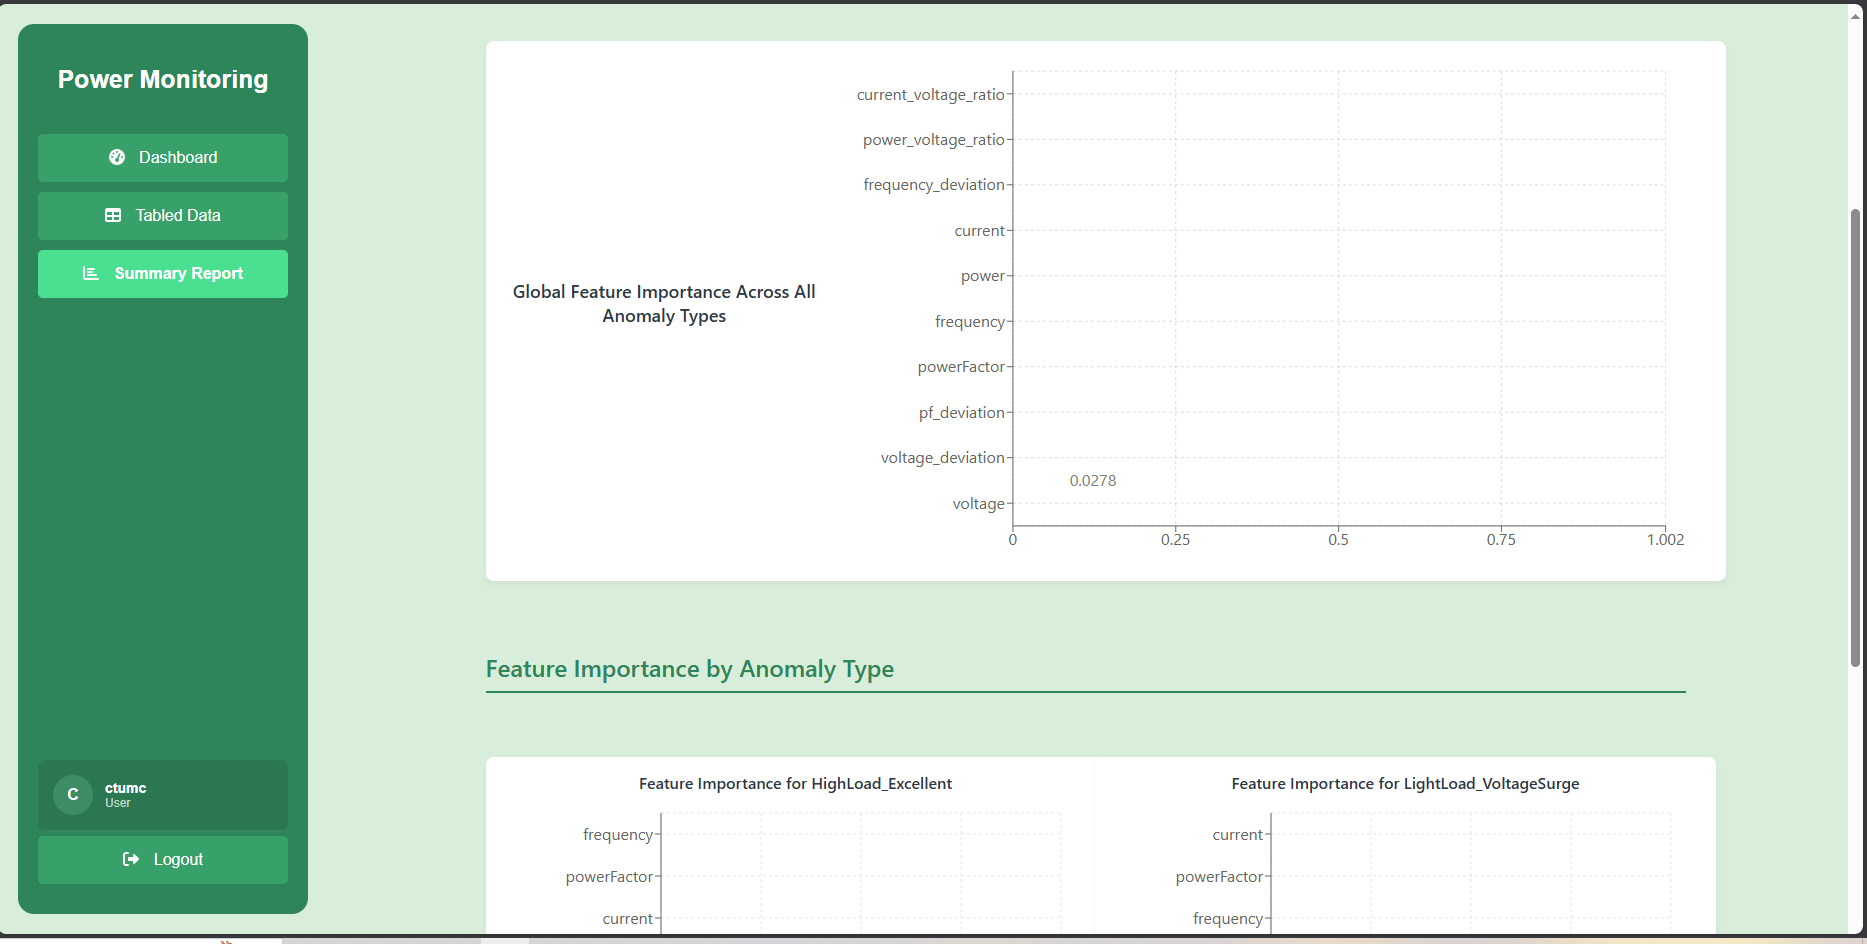 Power Monitoring
Dashboard
Tabled Data
Summary Report
C
ctumc
User
Logout
Global Feature Importance Across All
Anomaly Types
current_voltage_ratio
power_voltage_ratio
frequency_deviation
current
power
frequency
powerFactor
pf_deviation
voltage_deviation
voltage
0.0278
0 0.25 0.5 0.75 1.002
Feature Importance by Anomaly Type
Feature Importance for HighLoad_Excellent
frequency
powerFactor
current
Feature Importance for LightLoad_VoltageSurge
current
powerFactor
frequency